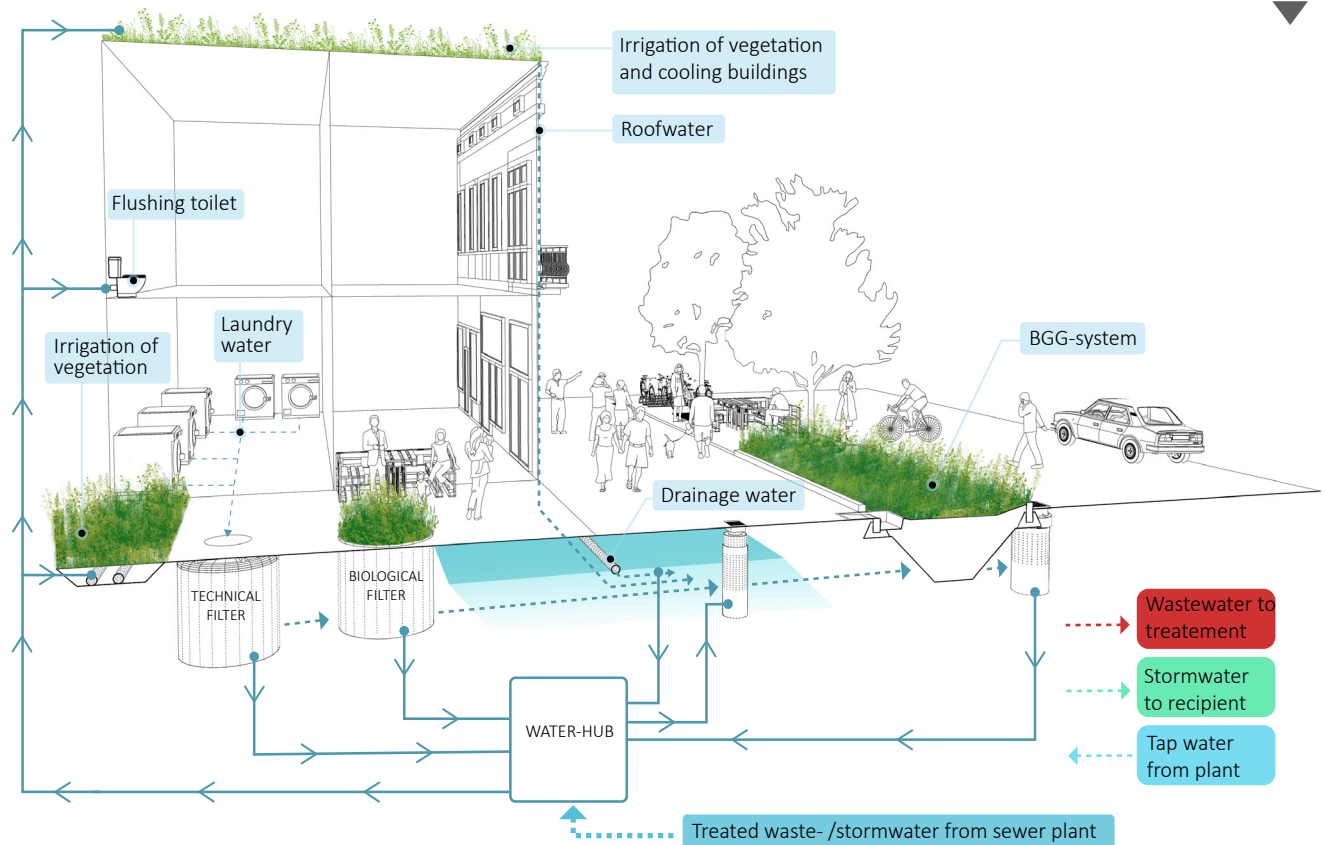 Irrigation of vegetation
and cooling buildings
Roofwater
Flushing toilet
Laundry
water
Irrigation of
vegetation
BGG-system
Drainage water
TECHNICAL
FILTER
BIOLOGICAL
FILTER
WATER-HUB
Wastewater to
treatement
Stormwater
to recipient
Tap water
from plant
Treated waste- /stormwater from sewer plant